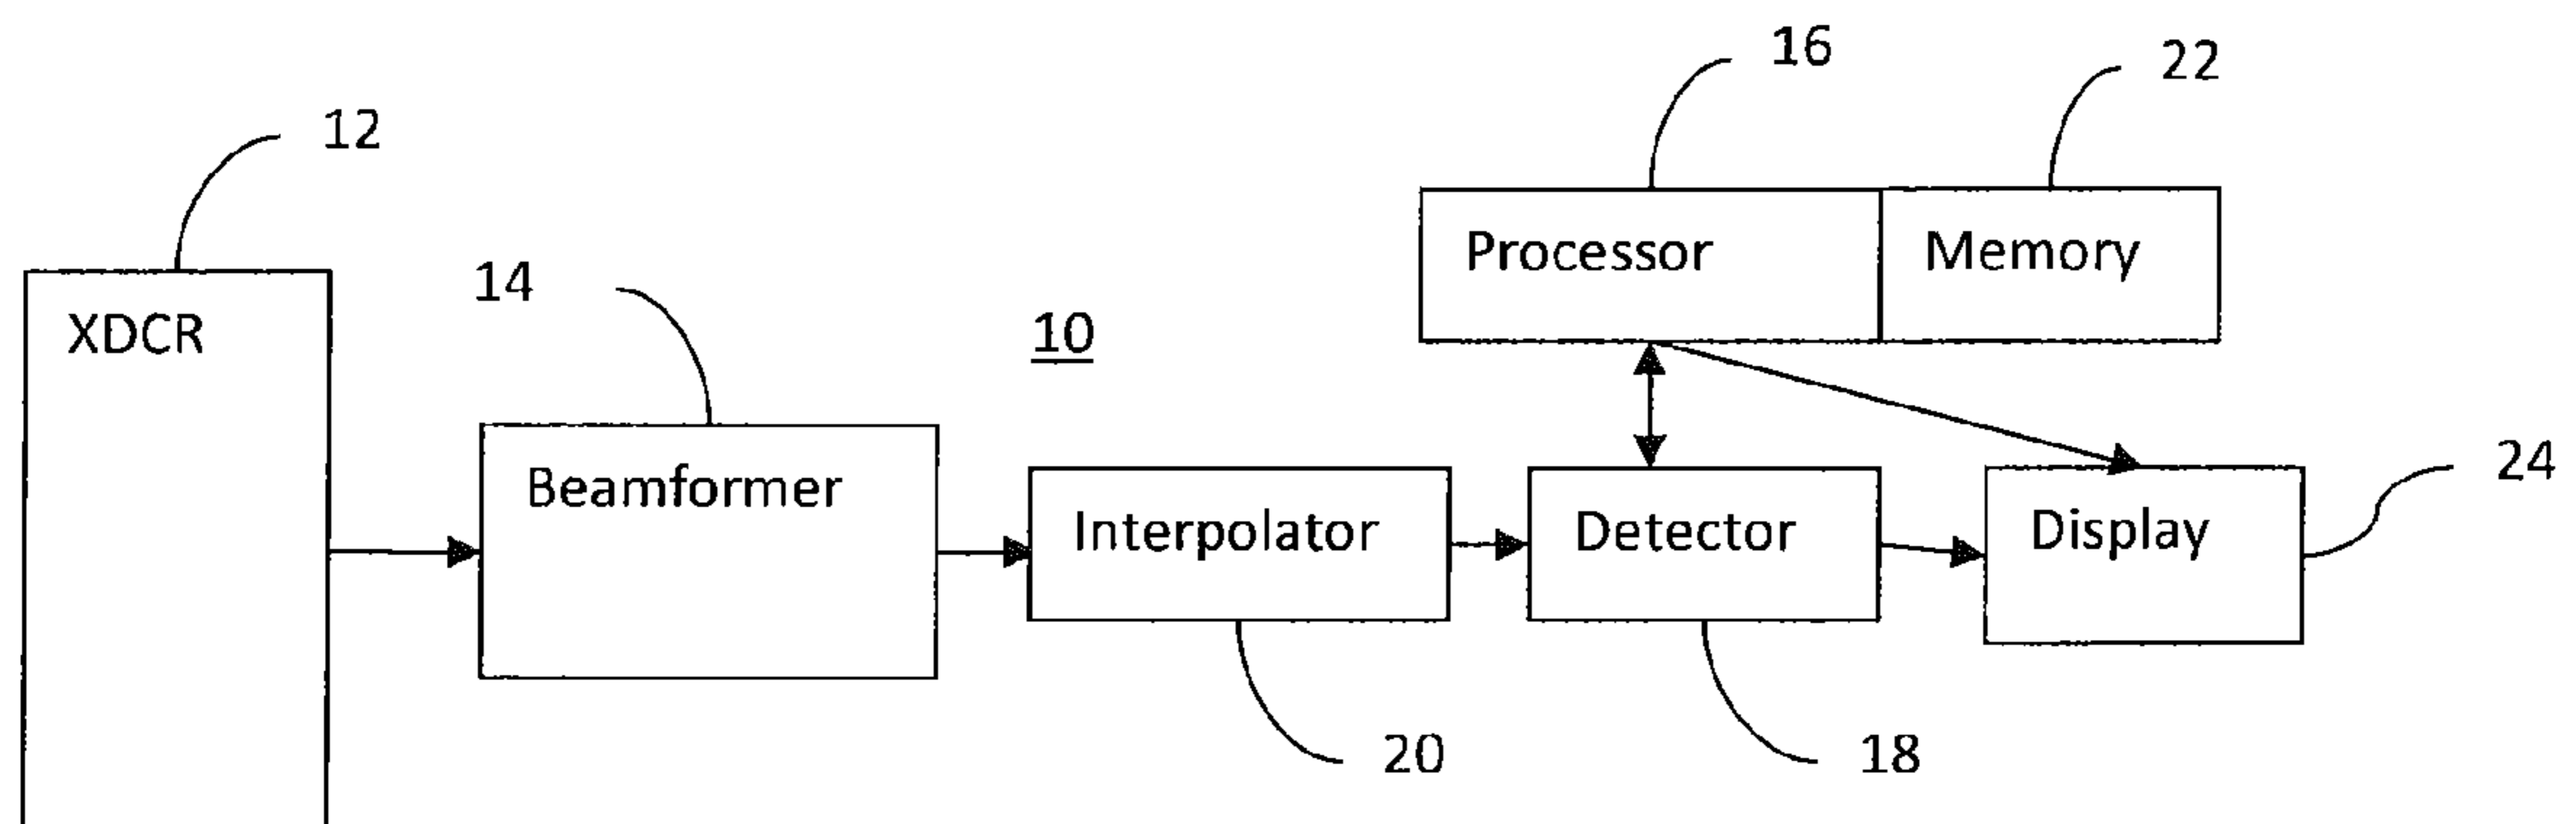 16
22
12
Processor
Memory
14
10
XDCR
24
Beamformer
Interpolator
Detector
Display
20
18